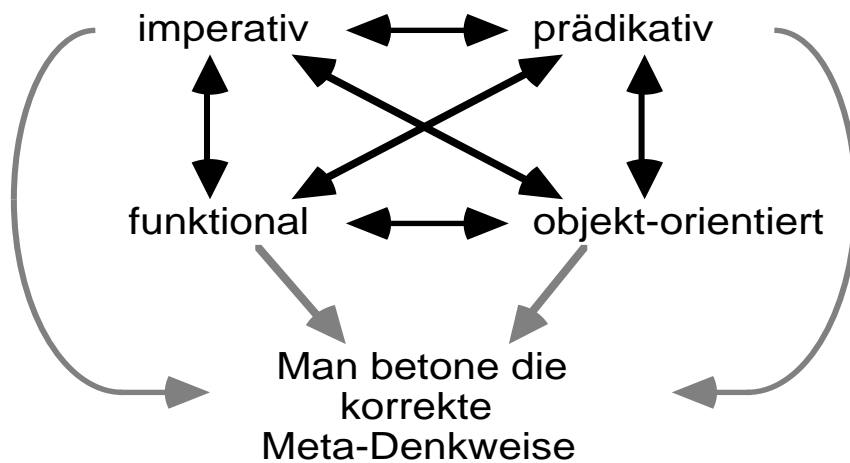 imperativ prädikativ
funktional objekt-orientiert
Man betone die
korrekte
Meta-Denkweise